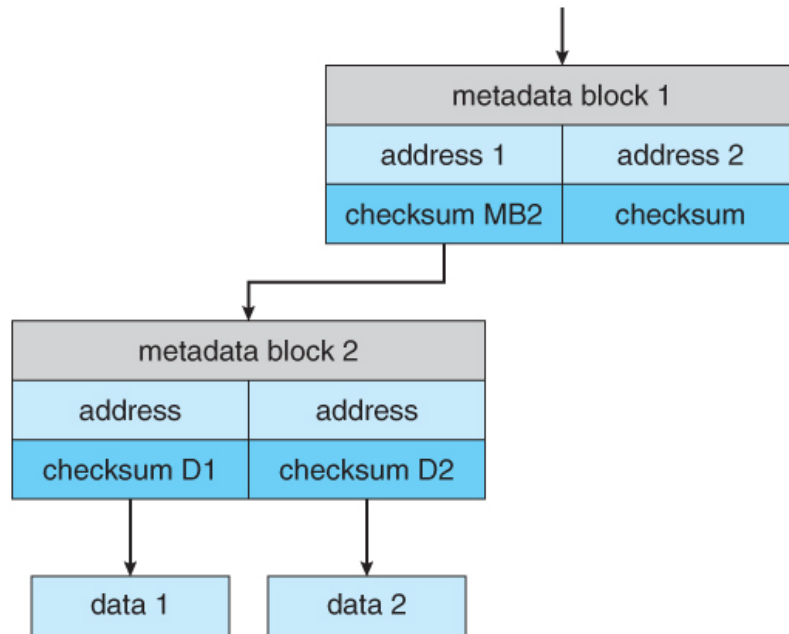 metadata block 1
address 1 address 2
checksum MB2 checksum
metadata block 2
address address
checksum D1 checksum D2
data 1 data 2